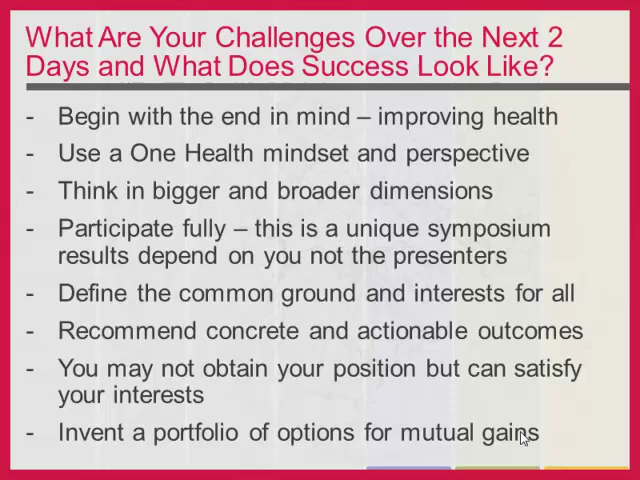 What Are Your Challenges Over the Next 2
Days and What Does Success Look Like?
- Begin with the end in mind – improving health
- Use a One Health mindset and perspective
- Think in bigger and broader dimensions
- Participate fully – this is a unique symposium
results depend on you not the presenters
- Define the common ground and interests for all
- Recommend concrete and actionable outcomes
- You may not obtain your position but can satisfy
your interests
- Invent a portfolio of options for mutual gains